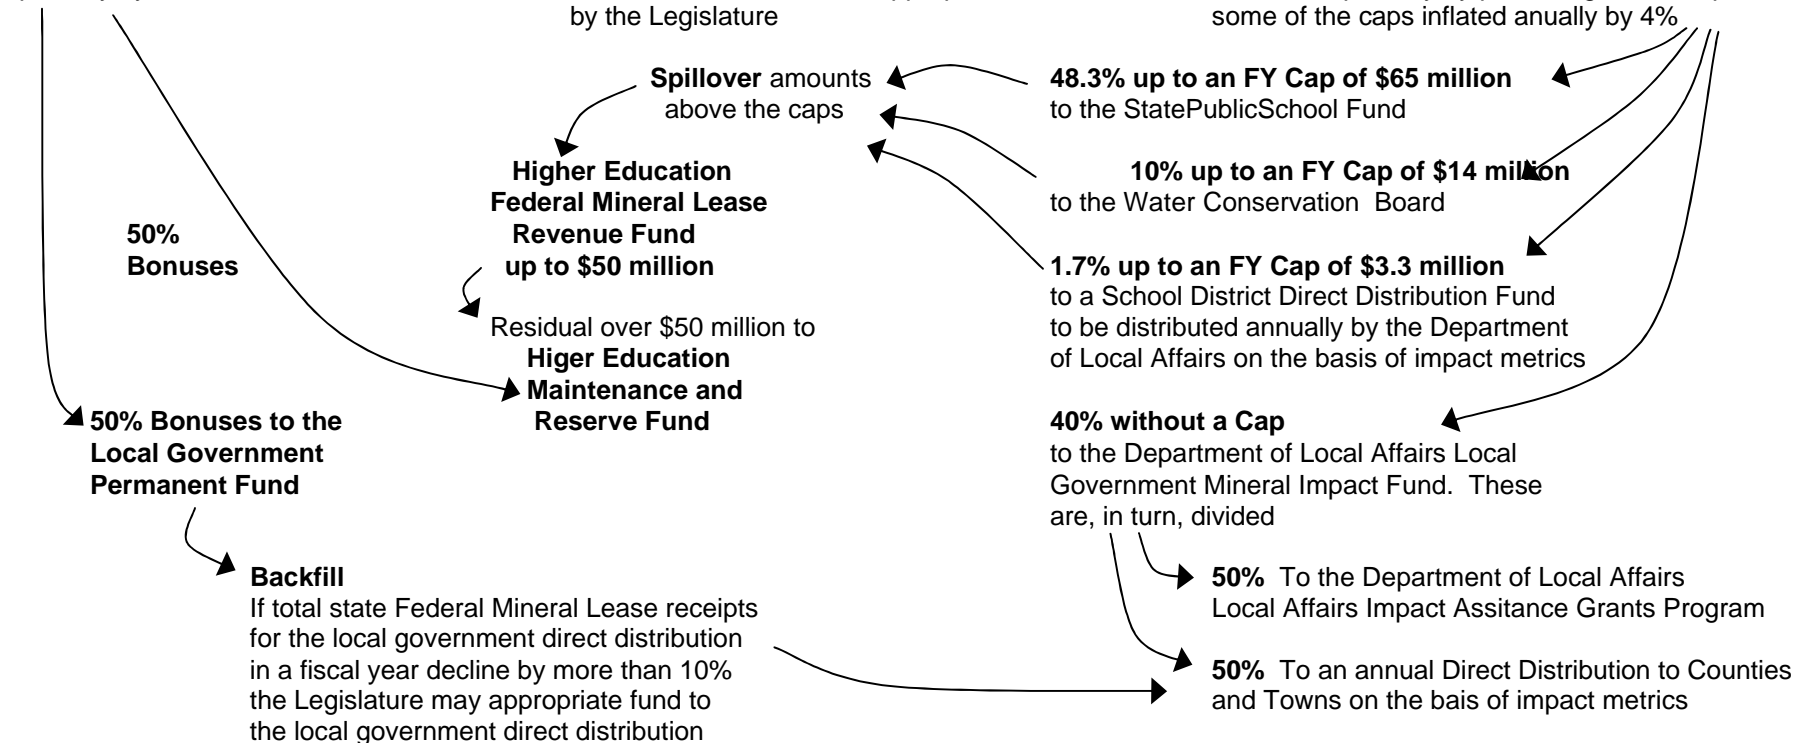 by the Legislature
some of the caps inflated anually by 4%
Spillover amounts
above the caps
48.3% up to an FY Cap of $65 million
to the StatePublicSchool Fund
Higher Education
Federal Mineral Lease
Revenue Fund
up to $50 million
10% up to an FY Cap of $14 million
to the Water Conservation Board
50%
Bonuses
1.7% up to an FY Cap of $3.3 million
to a School District Direct Distribution Fund
to be distributed annually by the Department
of Local Affairs on the basis of impact metrics
Residual over $50 million to
Higer Education
Maintenance and
Reserve Fund
50% Bonuses to the
Local Government
Permanent Fund
40% without a Cap
to the Department of Local Affairs Local
Government Mineral Impact Fund. These
are, in turn, divided
Backfill
If total state Federal Mineral Lease receipts
for the local government direct distribution
in a fiscal year decline by more than 10%
the Legislature may appropriate fund to
the local government direct distribution
50% To the Department of Local Affairs
Local Affairs Impact Assitance Grants Program
50% To an annual Direct Distribution to Counties
and Towns on the bais of impact metrics